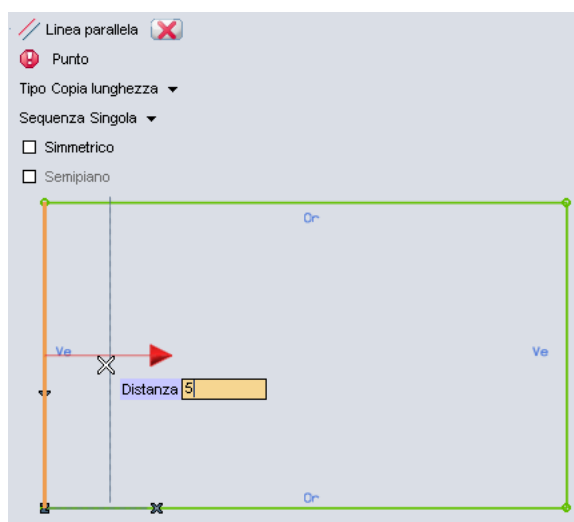 Linea parallela
Punto
Tipo Copia lunghezza
Sequenza Singola
Simmetrico
Semipiano
Or
Ve
Ve
Distanza 5
Or